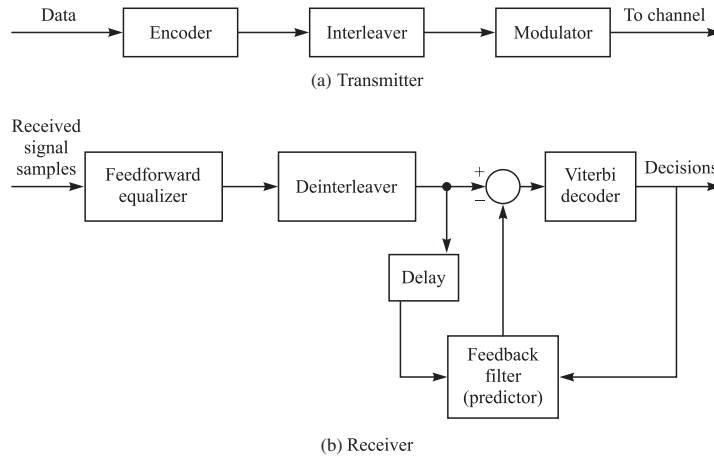 Data
Encoder
Interleaver
Modulator
To channel
(a) Transmitter
Received
signal
samples
Feedforward
equalizer
Deinterleaver
+
−
Viterbi
decoder
Decisions
Delay
Feedback
filter
(predictor)
(b) Receiver